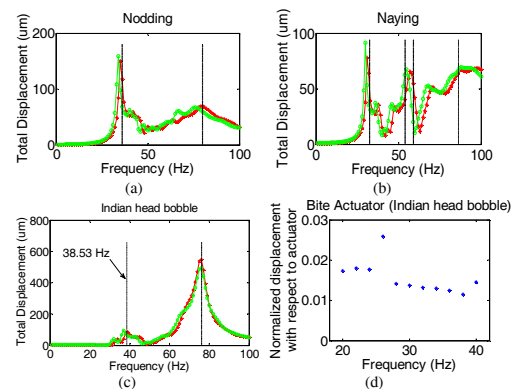 Nodding
Total Displacement (um)
200
100
0
0
50
100
Frequency (Hz)
(a)
Naying
Total Displacement (um)
100
50
0
0
50
100
Frequency (Hz)
(b)
Indian head bobble
Total Displacement (um)
800
600
400
200
0
38.53 Hz
0
20
40
60
80
100
Frequency (Hz)
(c)
Bite Actuator (Indian head bobble)
Normalized displacement
with respect to actuator
0.03
0.02
0.01
0
20
30
40
Frequency (Hz)
(d)